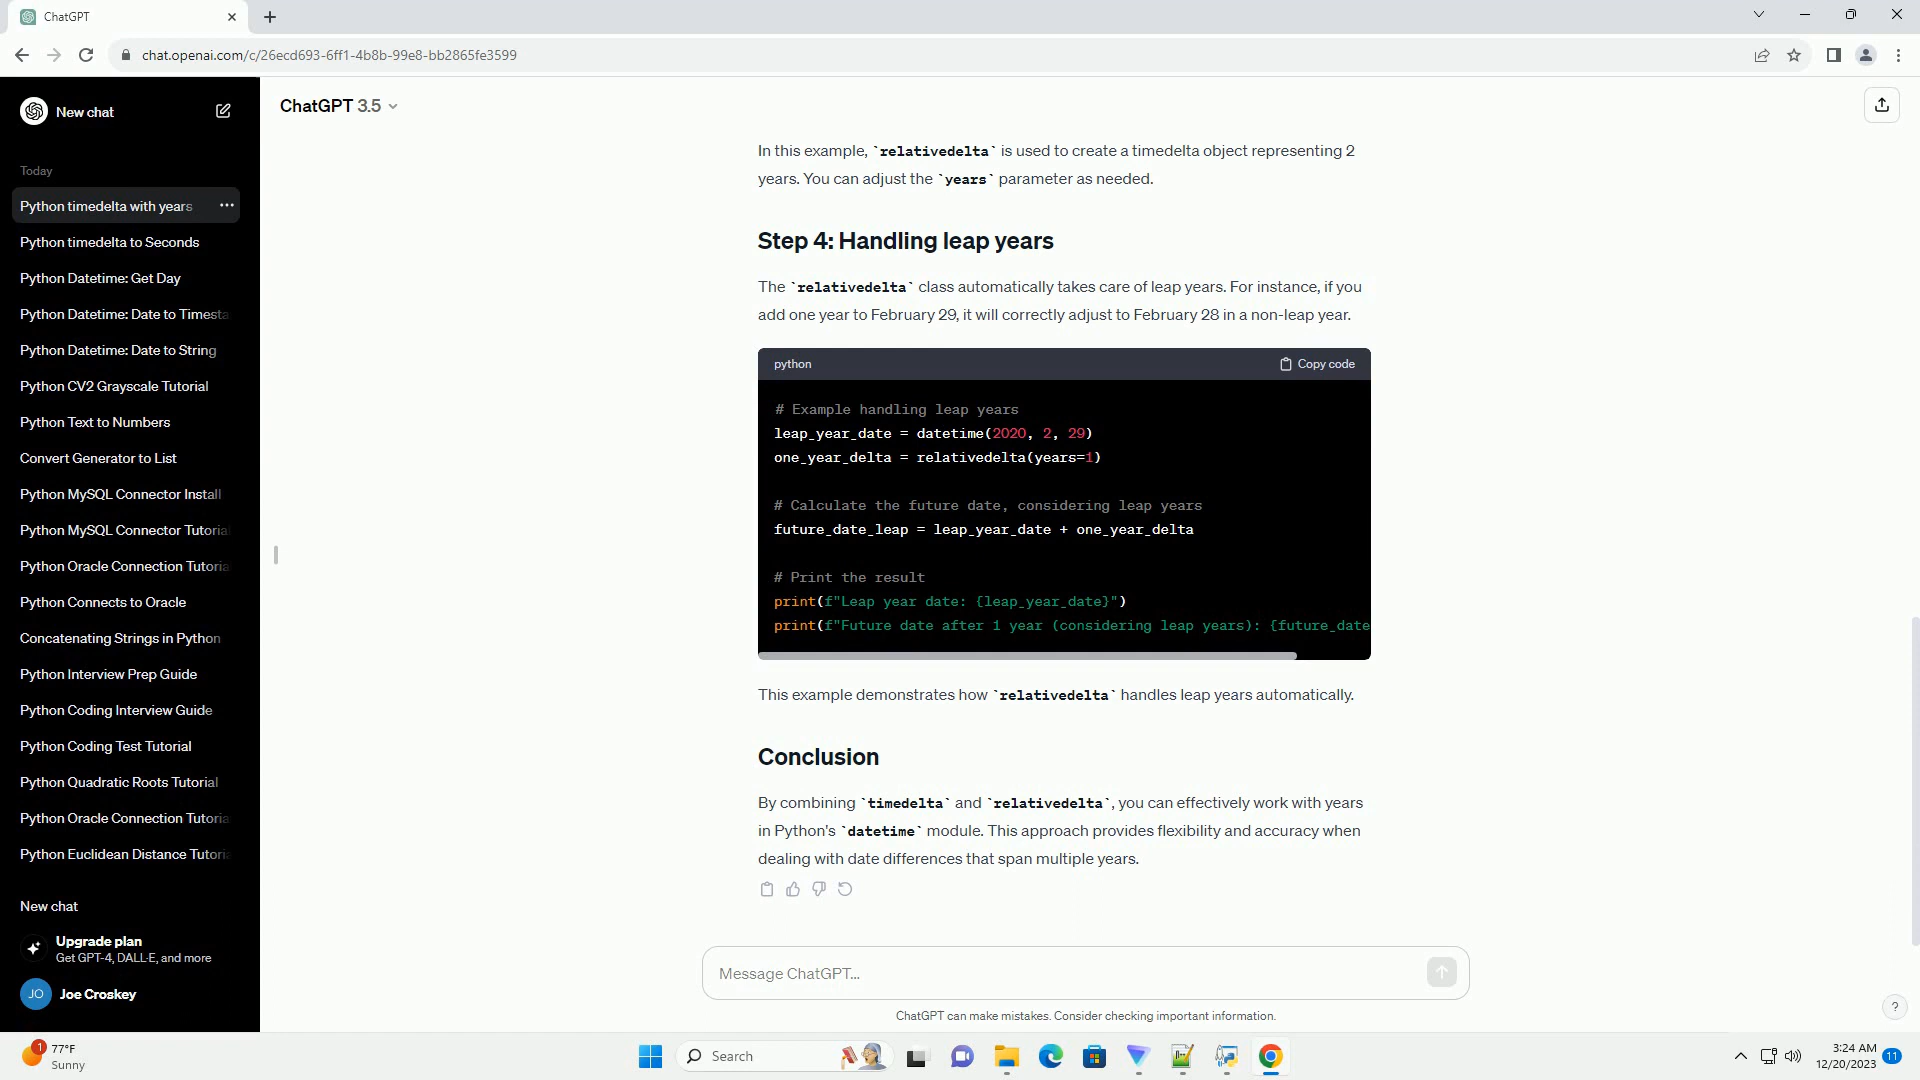 ChatGPT
chat.openai.com/c/26ecd693-6ff1-4b8b-99e8-bb2865fe3599
New chat
Today
Python timedelta with years
Python timedelta to Seconds
Python Datetime: Get Day
Python Datetime: Date to Timesta
Python Datetime: Date to String
Python CV2 Grayscale Tutorial
Python Text to Numbers
Convert Generator to List
Python MySQL Connector Install
Python MySQL Connector Tutoria
Python Oracle Connection Tutoria
Python Connects to Oracle
Concatenating Strings in Python
Python Interview Prep Guide
Python Coding Interview Guide
Python Coding Test Tutorial
Python Quadratic Roots Tutorial
Python Oracle Connection Tutoria
Python Euclidean Distance Tutoria
New chat
Upgrade plan
Get GPT-4, DALL·E, and more
JO
Joe Croskey
ChatGPT 3.5
In this example, `relativedelta` is used to create a timedelta object representing 2
years. You can adjust the `years` parameter as needed.
Step 4: Handling leap years
The `relativedelta` class automatically takes care of leap years. For instance, if you
add one year to February 29, it will correctly adjust to February 28 in a non-leap year.
python
Copy code
# Example handling leap years
leap_year_date = datetime(2020, 2, 29)
one_year_delta = relativedelta(years=1)
# Calculate the future date, considering leap years
future_date_leap = leap_year_date + one_year_delta
# Print the result
print(f"Leap year date: {leap_year_date}")
print(f"Future date after 1 year (considering leap years): {future_date
This example demonstrates how `relativedelta` handles leap years automatically.
Conclusion
By combining `timedelta` and `relativedelta`, you can effectively work with years
in Python's `datetime` module. This approach provides flexibility and accuracy when
dealing with date differences that span multiple years.
Message ChatGPT...
ChatGPT can make mistakes. Consider checking important information.
?
1
77°F
Sunny
Search
3:24 AM
12/20/2023
11